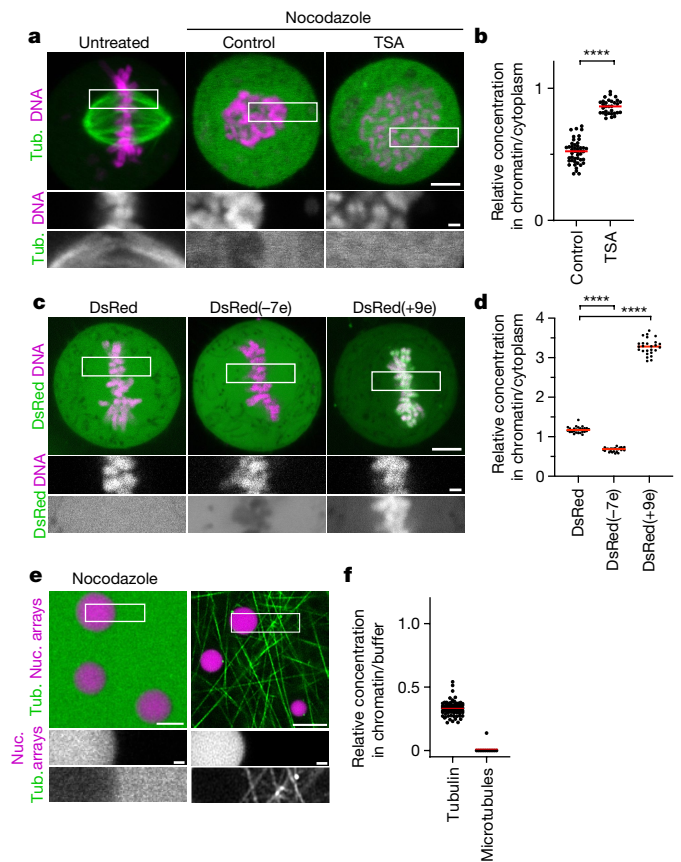 Nocodazole
a
Untreated
Control
TSA
Tub. DNA
DNA
Tub.
b
Relative concentration
in chromatin/cytoplasm
****
1
0
Control
TSA
c
DsRed
DsRed(–7e)
DsRed(+9e)
DsRed DNA
DNA
DsRed
d
Relative concentration
in chromatin/cytoplasm
****
****
4
3
2
1
0
DsRed
DsRed(–7e)
DsRed(+9e)
e
Nocodazole
Tub. Nuc. arrays
Nuc.
arrays
Tub.
f
Relative concentration
in chromatin/buffer
1.0
0.5
0
Tubulin
Microtubules